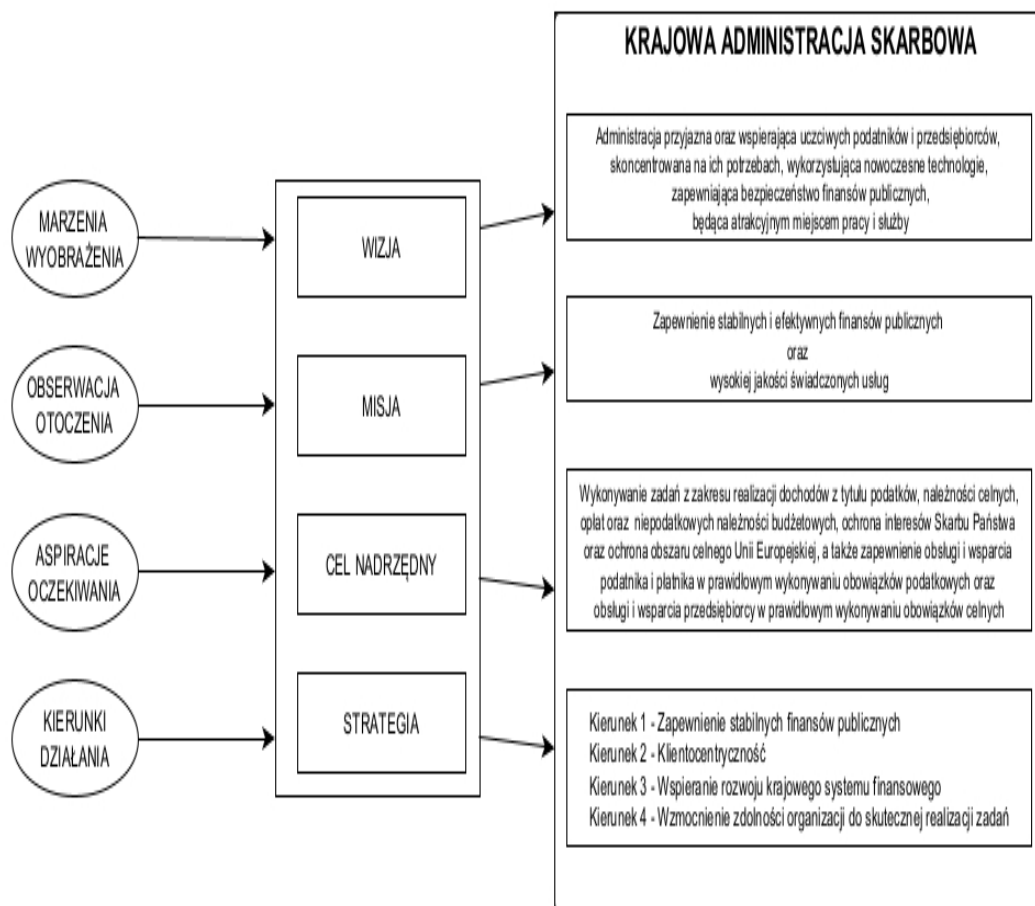 KRAJOWA ADMINISTRACJA SKARBOWA
MARZENIA
WYOBRAŻENIA
WIZJA
Administracja przyjazna oraz wspierająca uczciwych podatników i przedsiębiorców,
skoncentrowana na ich potrzebach, wykorzystująca nowoczesne technologie,
zapewniająca bezpieczeństwo finansów publicznych,
będąca atrakcyjnym miejscem pracy i służby
OBSERWACJA
OTOCZENIA
MISJA
Zapewnienie stabilnych i efektywnych finansów publicznych
oraz
wysokiej jakości świadczonych usług
ASPIRACJE
OCZEKIWANIA
CEL NADRZĘDNY
Wykonywanie zadań z zakresu realizacji dochodów z tytułu podatków, należności celnych,
opłat oraz niepodatkowych należności budżetowych, ochrona interesów Skarbu Państwa
oraz ochrona obszaru celnego Unii Europejskiej, a także zapewnienie obsługi i wsparcia
podatnika i płatnika w prawidłowym wykonywaniu obowiązków podatkowych oraz
obsługi i wsparcia przedsiębiorcy w prawidłowym wykonywaniu obowiązków celnych
KIERUNKI
DZIAŁANIA
STRATEGIA
Kierunek 1 - Zapewnienie stabilnych finansów publicznych
Kierunek 2 - Klientocentryczność
Kierunek 3 - Wspieranie rozwoju krajowego systemu finansowego
Kierunek 4 - Wzmocnienie zdolności organizacji do skutecznej realizacji zadań